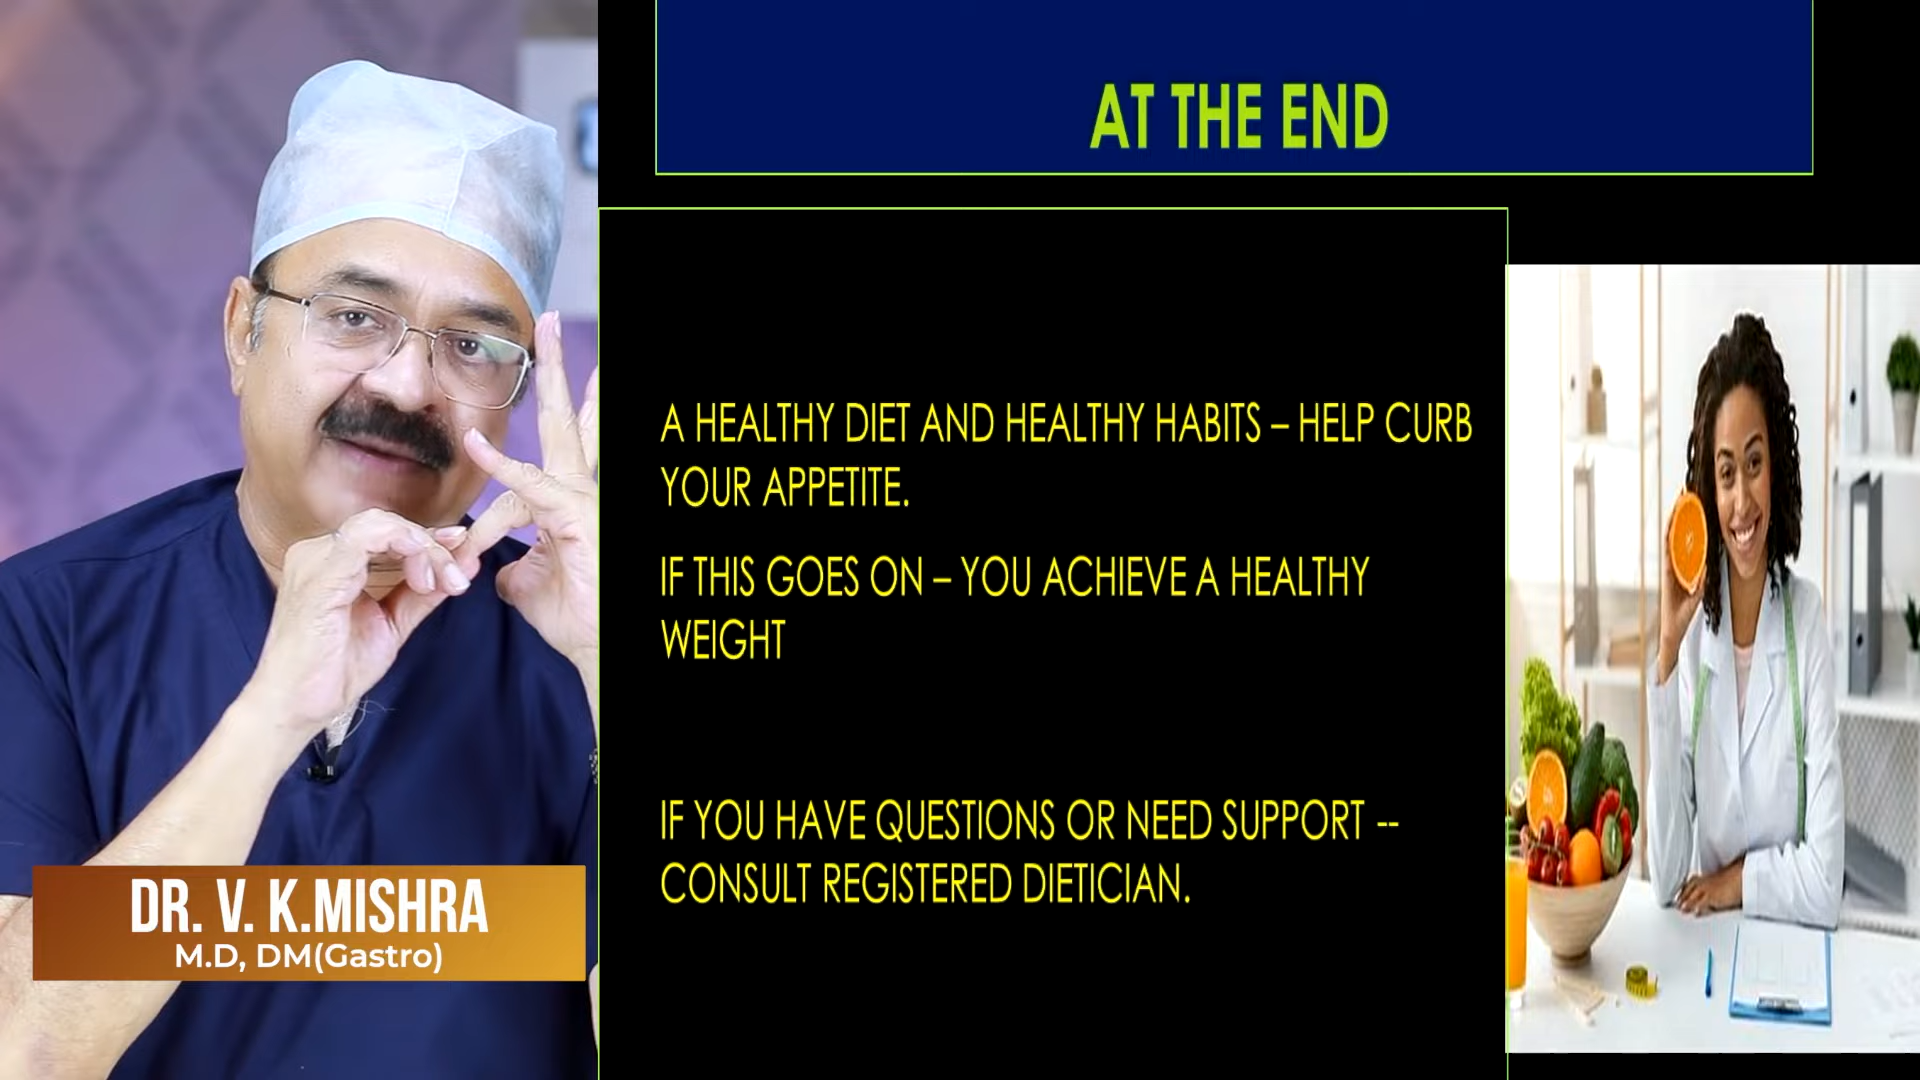 AT THE END
A HEALTHY DIET AND HEALTHY HABITS – HELP CURB
YOUR APPETITE.
IF THIS GOES ON – YOU ACHIEVE A HEALTHY
WEIGHT
IF YOU HAVE QUESTIONS OR NEED SUPPORT --
CONSULT REGISTERED DIETICIAN.
DR. V. K.MISHRA
M.D, DM(Gastro)